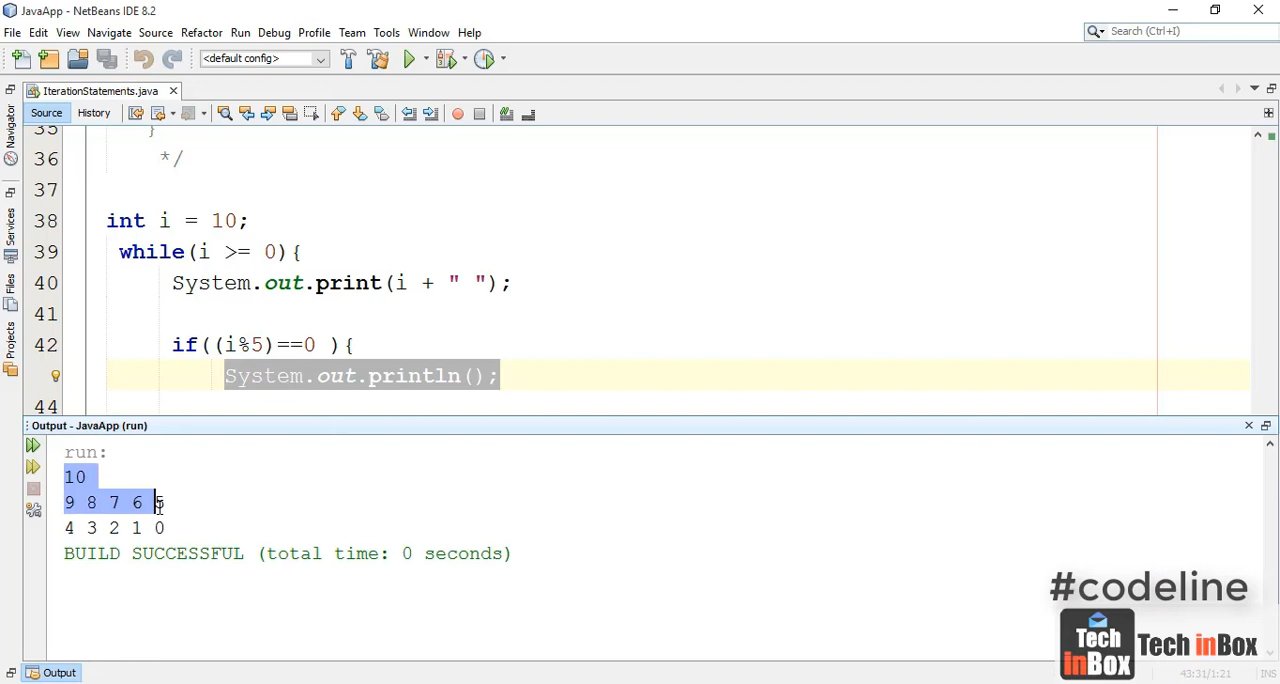 JavaApp - NetBeans IDE 8.2
File Edit View Navigate Source Refactor Run Debug Profile Team Tools Window Help
Search (Ctrl+I)
<default config>
IterationStatements.java
Source History
Navigator
Services
Files
Projects
35 }
36 */
37
38 int i = 10;
39 while(i >= 0){
40 System.out.print(i + " ");
41
42 if((i%5)==0 ){
System.out.println();
44
Output - JavaApp (run)
run:
10
9 8 7 6 5
4 3 2 1 0
BUILD SUCCESSFUL (total time: 0 seconds)
#codeline
Tech inBox
Tech inBox
Output
43:31/1:21 INS